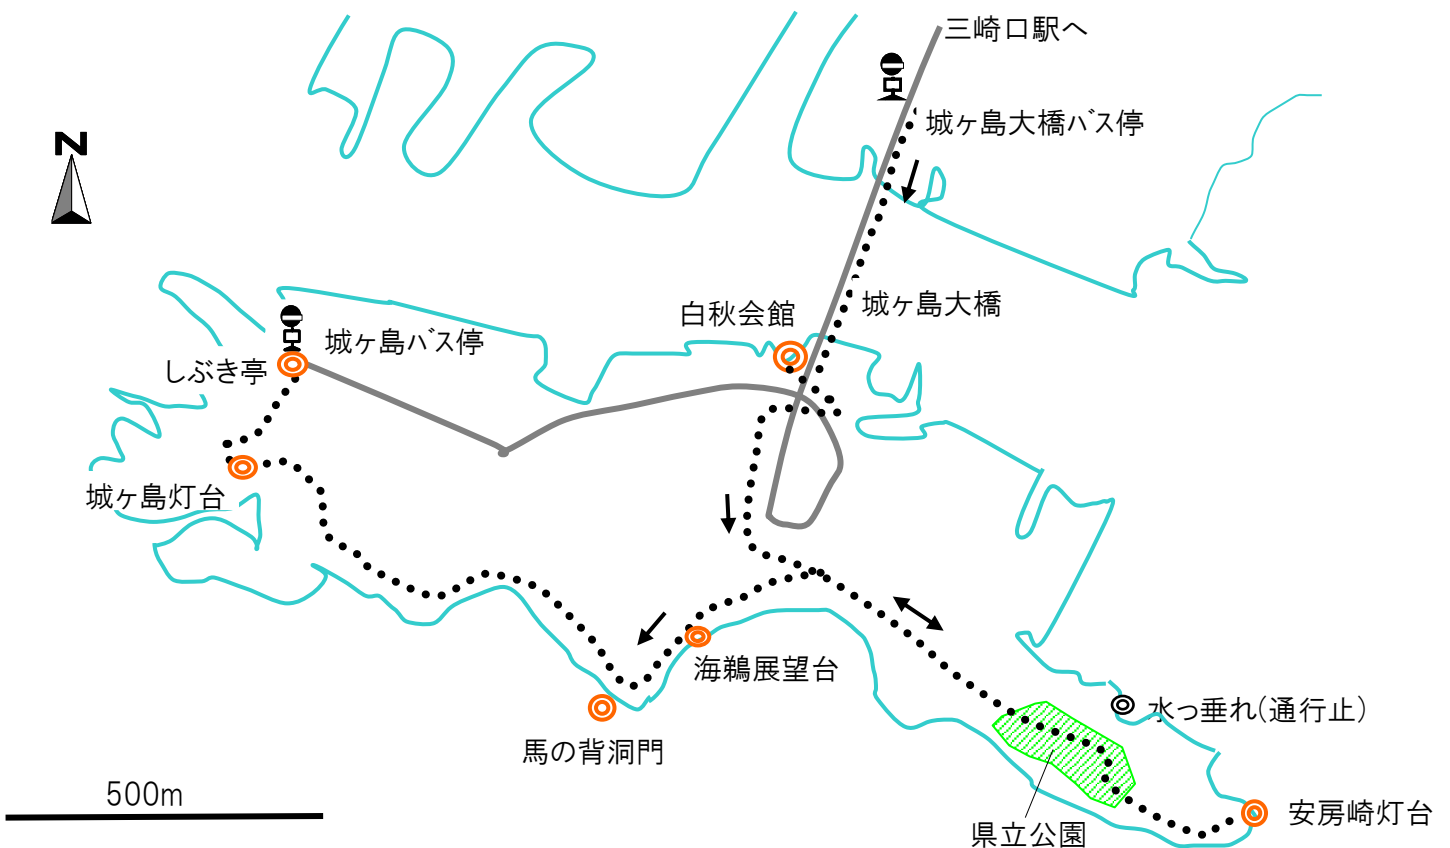 三崎口駅へ
城ヶ島大橋バス停
N
城ヶ島大橋
白秋会館
城ヶ島バス停
しぶき亭
城ヶ島灯台
海鵜展望台
水っ垂れ(通行止)
馬の背洞門
500m
安房崎灯台
県立公園